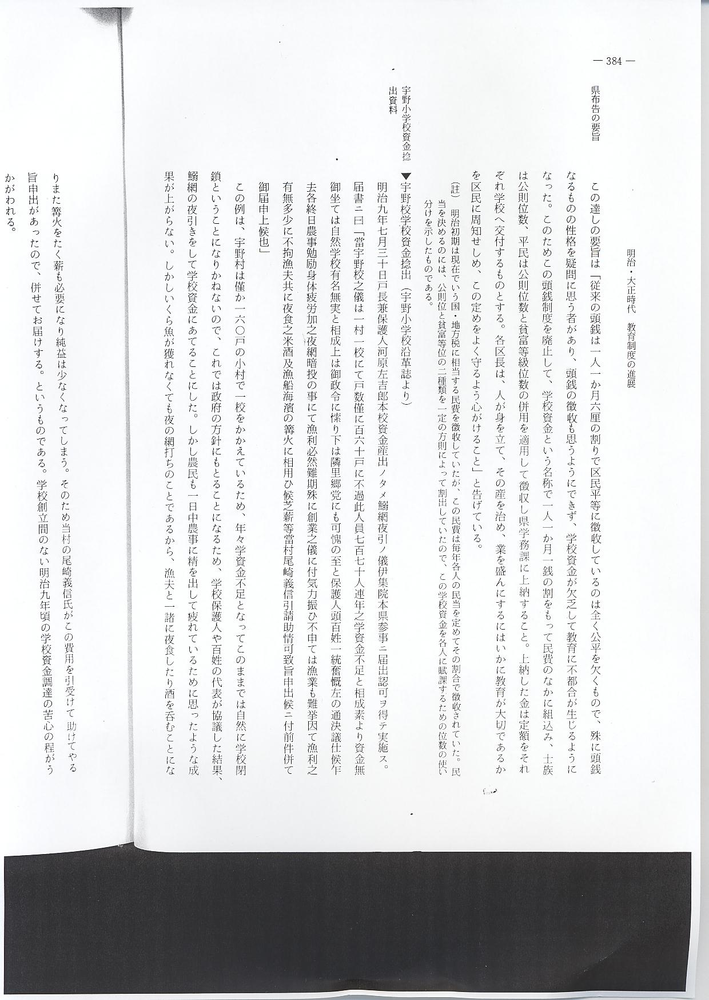 ― 384 ―
明治・大正時代　教育制度の進展
県布告の要旨
この達しの要旨は「従来の頭銭は一人一か月六厘の割りで区民平等に徴収しているのは全く公平を欠くもので、殊に頭銭
なるものの性格を疑問に思う者があり、頭銭の徴収も思うようにできず、学校資金が欠乏して教育に不都合が生じるように
なった。このためこの頭銭制度を廃止して、学校資金という名称で一人一か月一銭の割をもって民費のなかに組込み、士族
は公則位数、平民は公則位数と貧富等級位数の併用を適用して徴収し県学務課に上納すること。上納した金は定額をそれ
ぞれ学校へ交付するものとする。各区長は、人が身を立て、その産を治め、業を盛んにするにはいかに教育が大切であるか
を区民に周知せしめ、この定めをよく守るよう心がけること」と告げている。
（註）　明治初期は現在でいう国・地方税に相当する民費を徴収していたが、この民費は毎年各人の民当を定めてその割合で徴収されていた。民
当を決めるのには、公則位と貧富等位の二種類を一定の方則によって割出していたので、この学校資金を各人に賦課するための位数の使い
分けを示したものである。
宇野小学校資金捻
出資料
▼宇野校学校資金捻出（宇野小学校沿革誌より）
明治九年七月三十日戸長兼保護人河原左吉郎本校資金産出ノタメ鰯網夜引ノ儀伊集院本県参事ニ届出認可ヲ得テ実施ス。
届書ニ曰「當宇野校之儀は一村一校にて戸数僅に百六十戸に不過此人員七百七十人連年之学資金不足と相成素より資金無
御坐ては自然学校有名無実と相成上は御政令に悖り下は隣里郷党にも可愧の至と保護人頭百姓一統奮慨左の通決議仕候乍
去各終日農事勉励身体疲労加之夜網暗投の事にて漁利必然難期殊に創業之儀に付気力振ひ不申ては漁業も難挙因て漁利之
有無多少に不拘漁夫共に夜食之米酒及漁船海濱の篝火に相用ひ候芝薪等當村尾崎義信引請助情可致旨申出候ニ付前件併て
御届申上候也」
この例は、宇野村は僅か一六〇戸の小村で一校をかかえているため、年々学資金不足となってこのままでは自然に学校閉
鎖ということになりかねないので、これでは政府の方針にもとることになるため、学校保護人や百姓の代表が協議した結果、
鰯網の夜引きをして学校資金にあてることにした。しかし農民も一日中農事に精を出して疲れているために思ったような成
果が上がらない。しかしいくら魚が獲れなくても夜の網打ちのことであるから、漁夫と一諸に夜食したり酒を呑むことにな
りまた篝火をたく薪も必要になり純益は少なくなってしまう。そのため当村の尾崎義信氏がこの費用を引受けて助けてやる
旨申出があったので、併せてお届けする。というものである。学校創立間のない明治九年頃の学校資金調達の苦心の程がう
かがわれる。